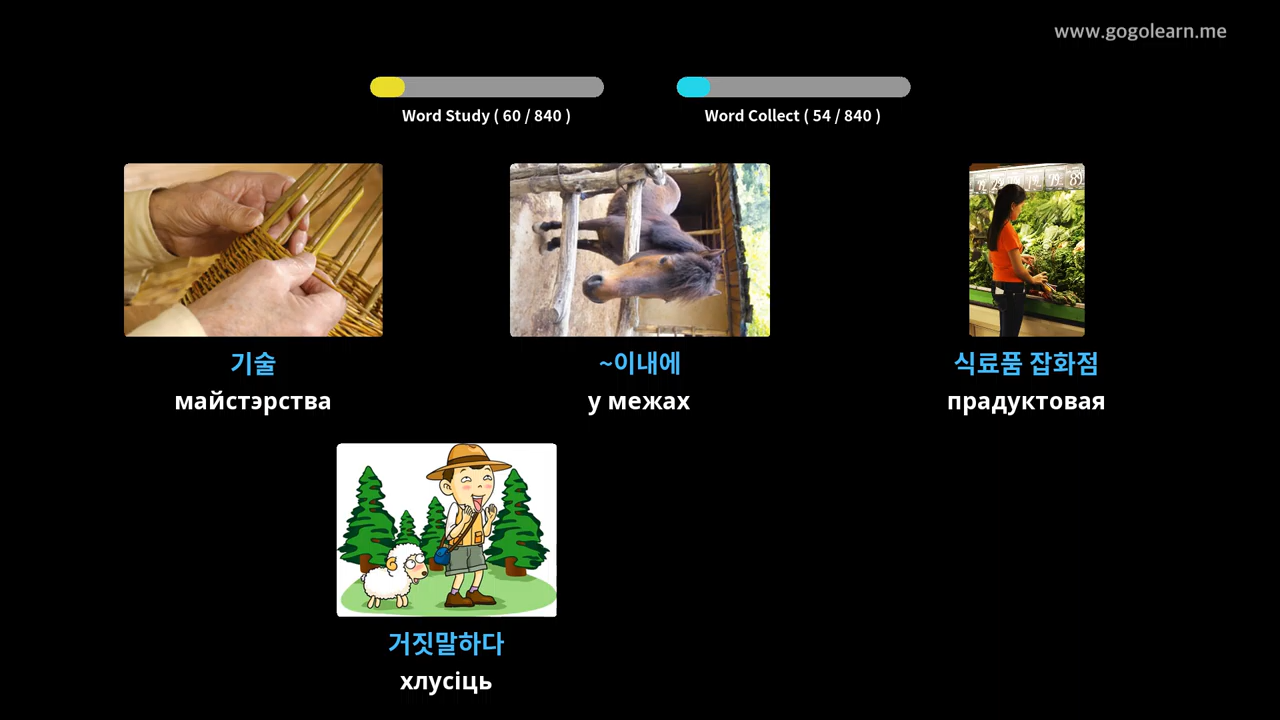 www.gogolearn.me
Word Study ( 60 / 840 )
Word Collect ( 54 / 840 )
기술
майстэрства
~이내에
у межах
식료품 잡화점
прадуктовая
거짓말하다
хлусіць